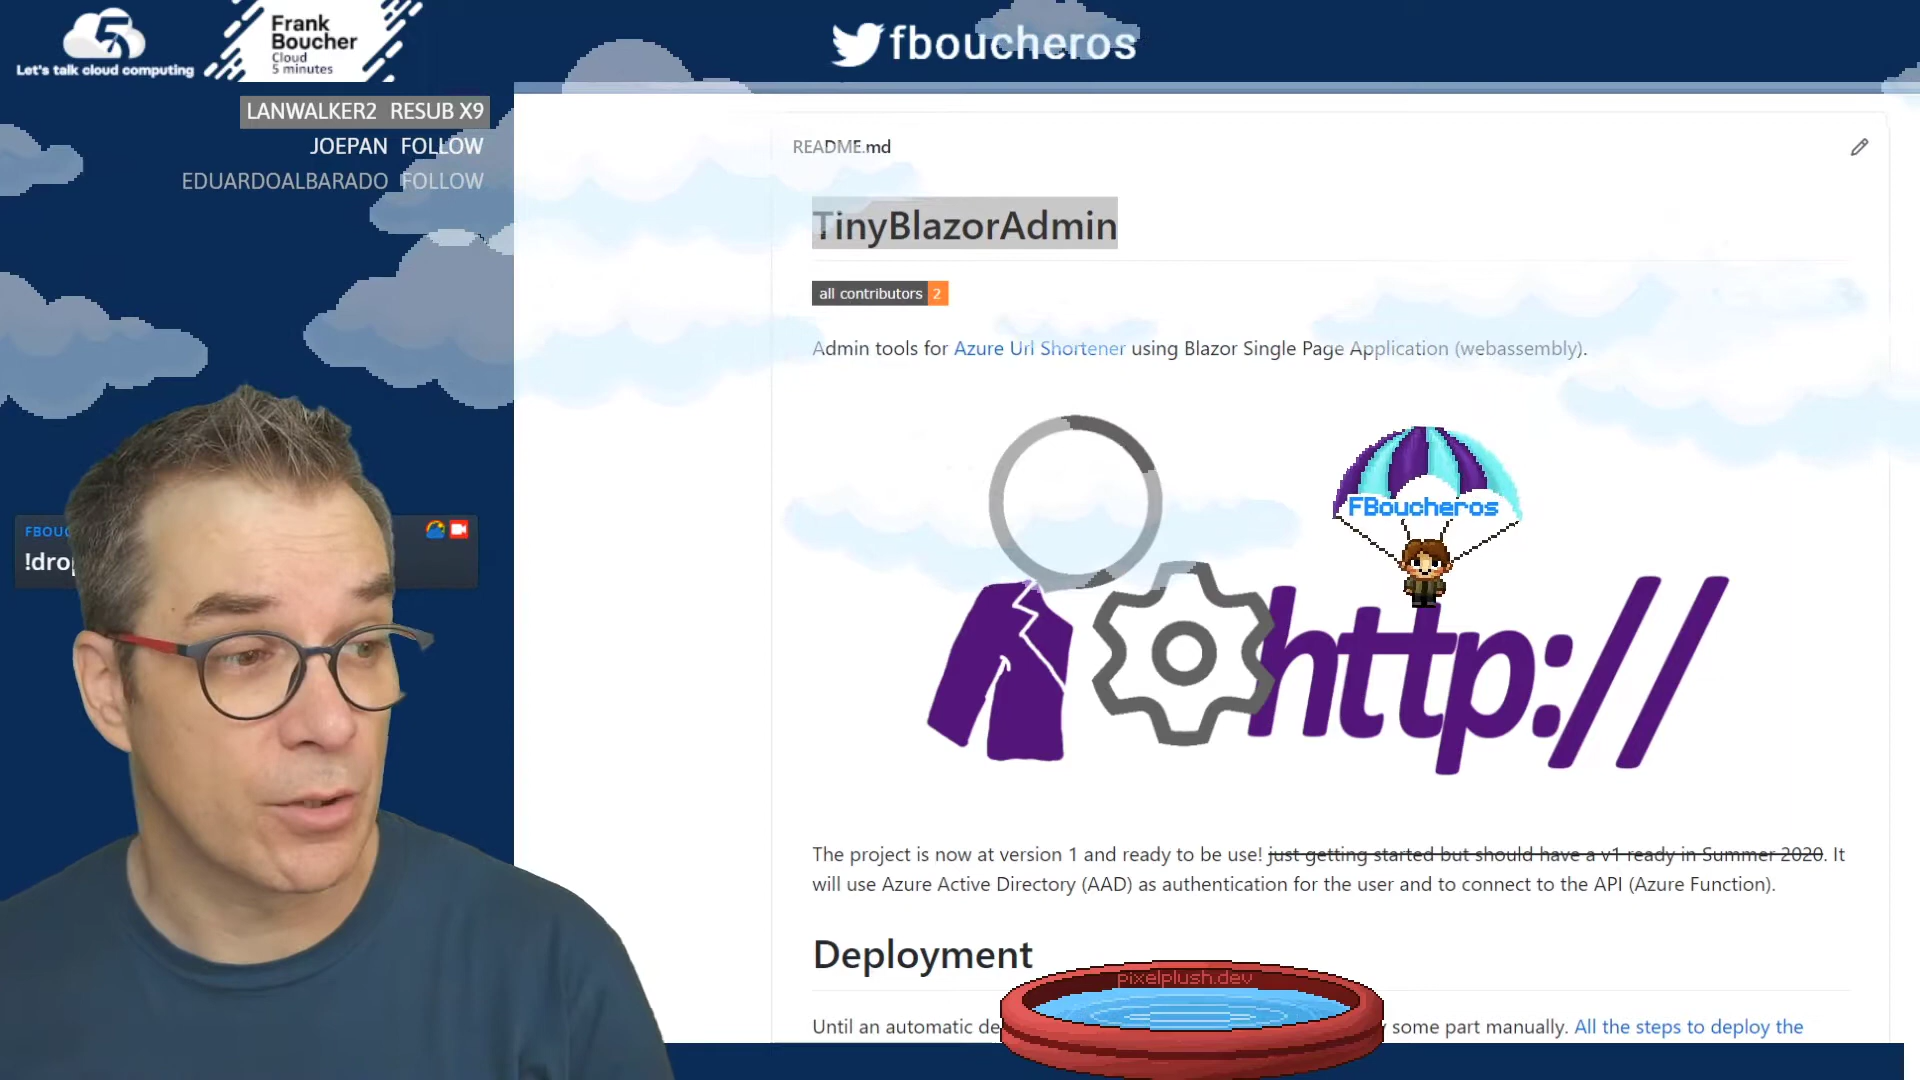 Let's talk cloud computing
Frank
Boucher
Cloud
5 minutes
fboucheros
LANWALKER2 RESUB X9
JOEPAN FOLLOW
EDUARDOALBARADO FOLLOW
FBOUC
!drop
README.md
TinyBlazorAdmin
all contributors 2
Admin tools for Azure Url Shortener using Blazor Single Page Application (webassembly).
FBoucheros
http://
The project is now at version 1 and ready to be use! just getting started but should have a v1 ready in Summer 2020. It
will use Azure Active Directory (AAD) as authentication for the user and to connect to the API (Azure Function).
Deployment
pixelplush.dev
Until an automatic de
some part manually. All the steps to deploy the